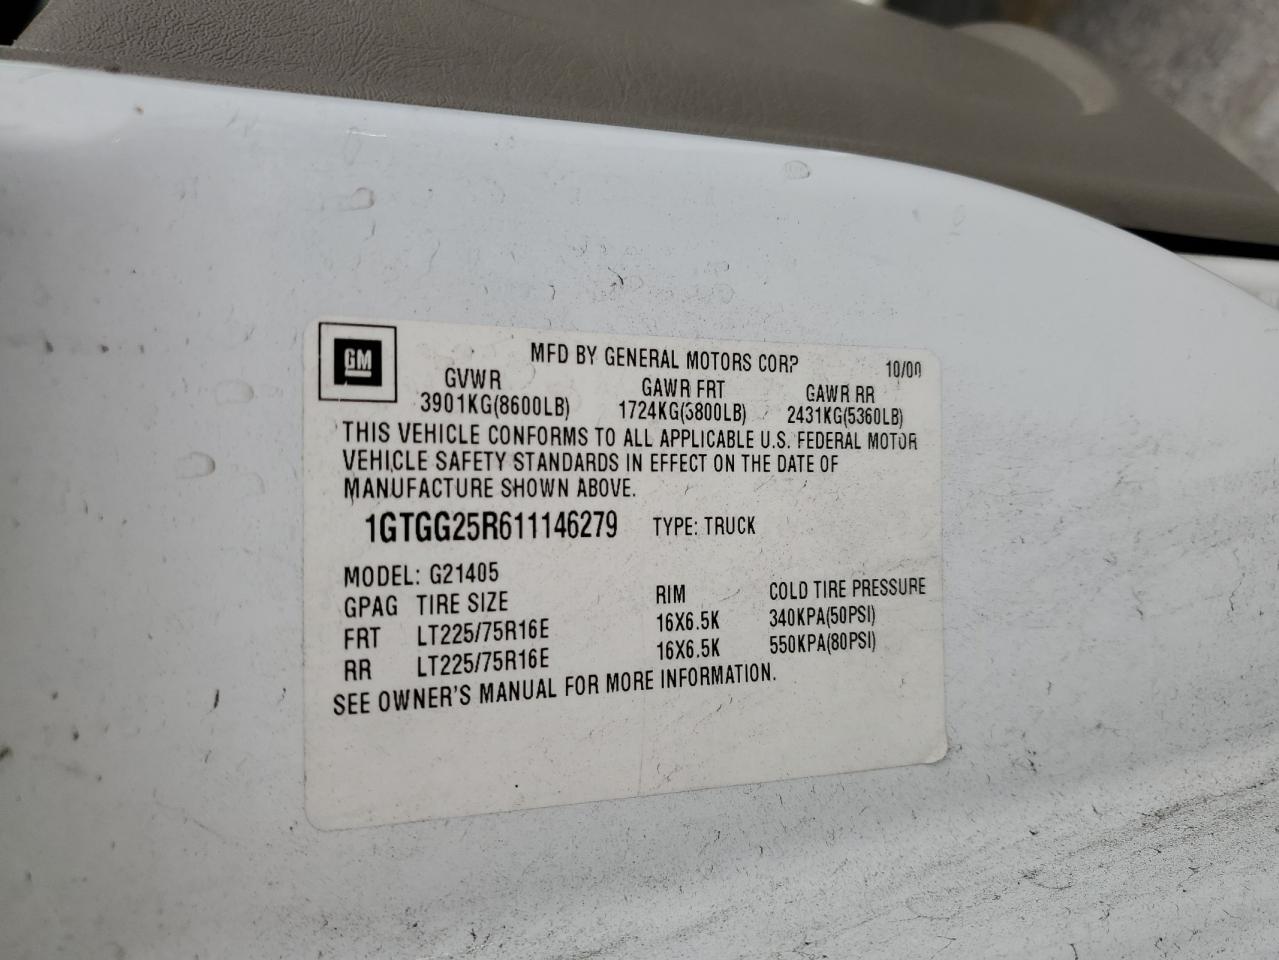 GM
MFD BY GENERAL MOTORS CORP 10/00
GVWR GAWR FRT GAWR RR
3901KG(8600LB) 1724KG(3800LB) 2431KG(5360LB)
THIS VEHICLE CONFORMS TO ALL APPLICABLE U.S. FEDERAL MOTOR
VEHICLE SAFETY STANDARDS IN EFFECT ON THE DATE OF
MANUFACTURE SHOWN ABOVE.
1GTGG25R611146279 TYPE: TRUCK
MODEL: G21405
GPAG TIRE SIZE RIM COLD TIRE PRESSURE
FRT LT225/75R16E 16X6.5K 340KPA(50PSI)
RR LT225/75R16E 16X6.5K 550KPA(80PSI)
SEE OWNER'S MANUAL FOR MORE INFORMATION.